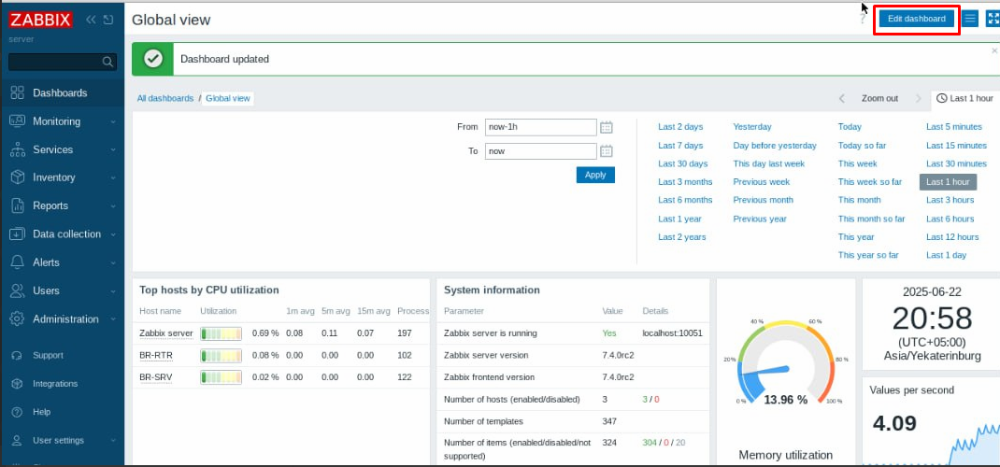 ZABBIX
server
Dashboards
Monitoring
Services
Inventory
Reports
Data collection
Alerts
Users
Administration
Support
Integrations
Help
User settings
Global view
?
Edit dashboard
Dashboard updated
All dashboards / Global view
Zoom out
Last 1 hour
From now-1h
To now
Apply
Last 2 days Yesterday Today Last 5 minutes
Last 7 days Day before yesterday Today so far Last 15 minutes
Last 30 days This day last week This week Last 30 minutes
Last 3 months Previous week This week so far Last 1 hour
Last 6 months Previous month This month Last 3 hours
Last 1 year Previous year This month so far Last 6 hours
Last 2 years This year Last 12 hours
This year so far Last 1 day
Top hosts by CPU utilization
Host name Utilization 1m avg 5m avg 15m avg Process
Zabbix server 0.69 % 0.08 0.11 0.07 197
BR-RTR 0.08 % 0.00 0.00 0.00 102
BR-SRV 0.02 % 0.00 0.00 0.00 122
System information
Parameter Value Details
Zabbix server is running Yes localhost:10051
Zabbix server version 7.4.0rc2
Zabbix frontend version 7.4.0rc2
Number of hosts (enabled/disabled) 3 3 / 0
Number of templates 347
Number of items (enabled/disabled/not 324 304 / 0 / 20
supported)
40 % 60 %
20 % 80 %
0 % 13.96 % 100 %
Memory utilization
2025-06-22
20:58
(UTC+05:00)
Asia/Yekaterinburg
Values per second
4.09